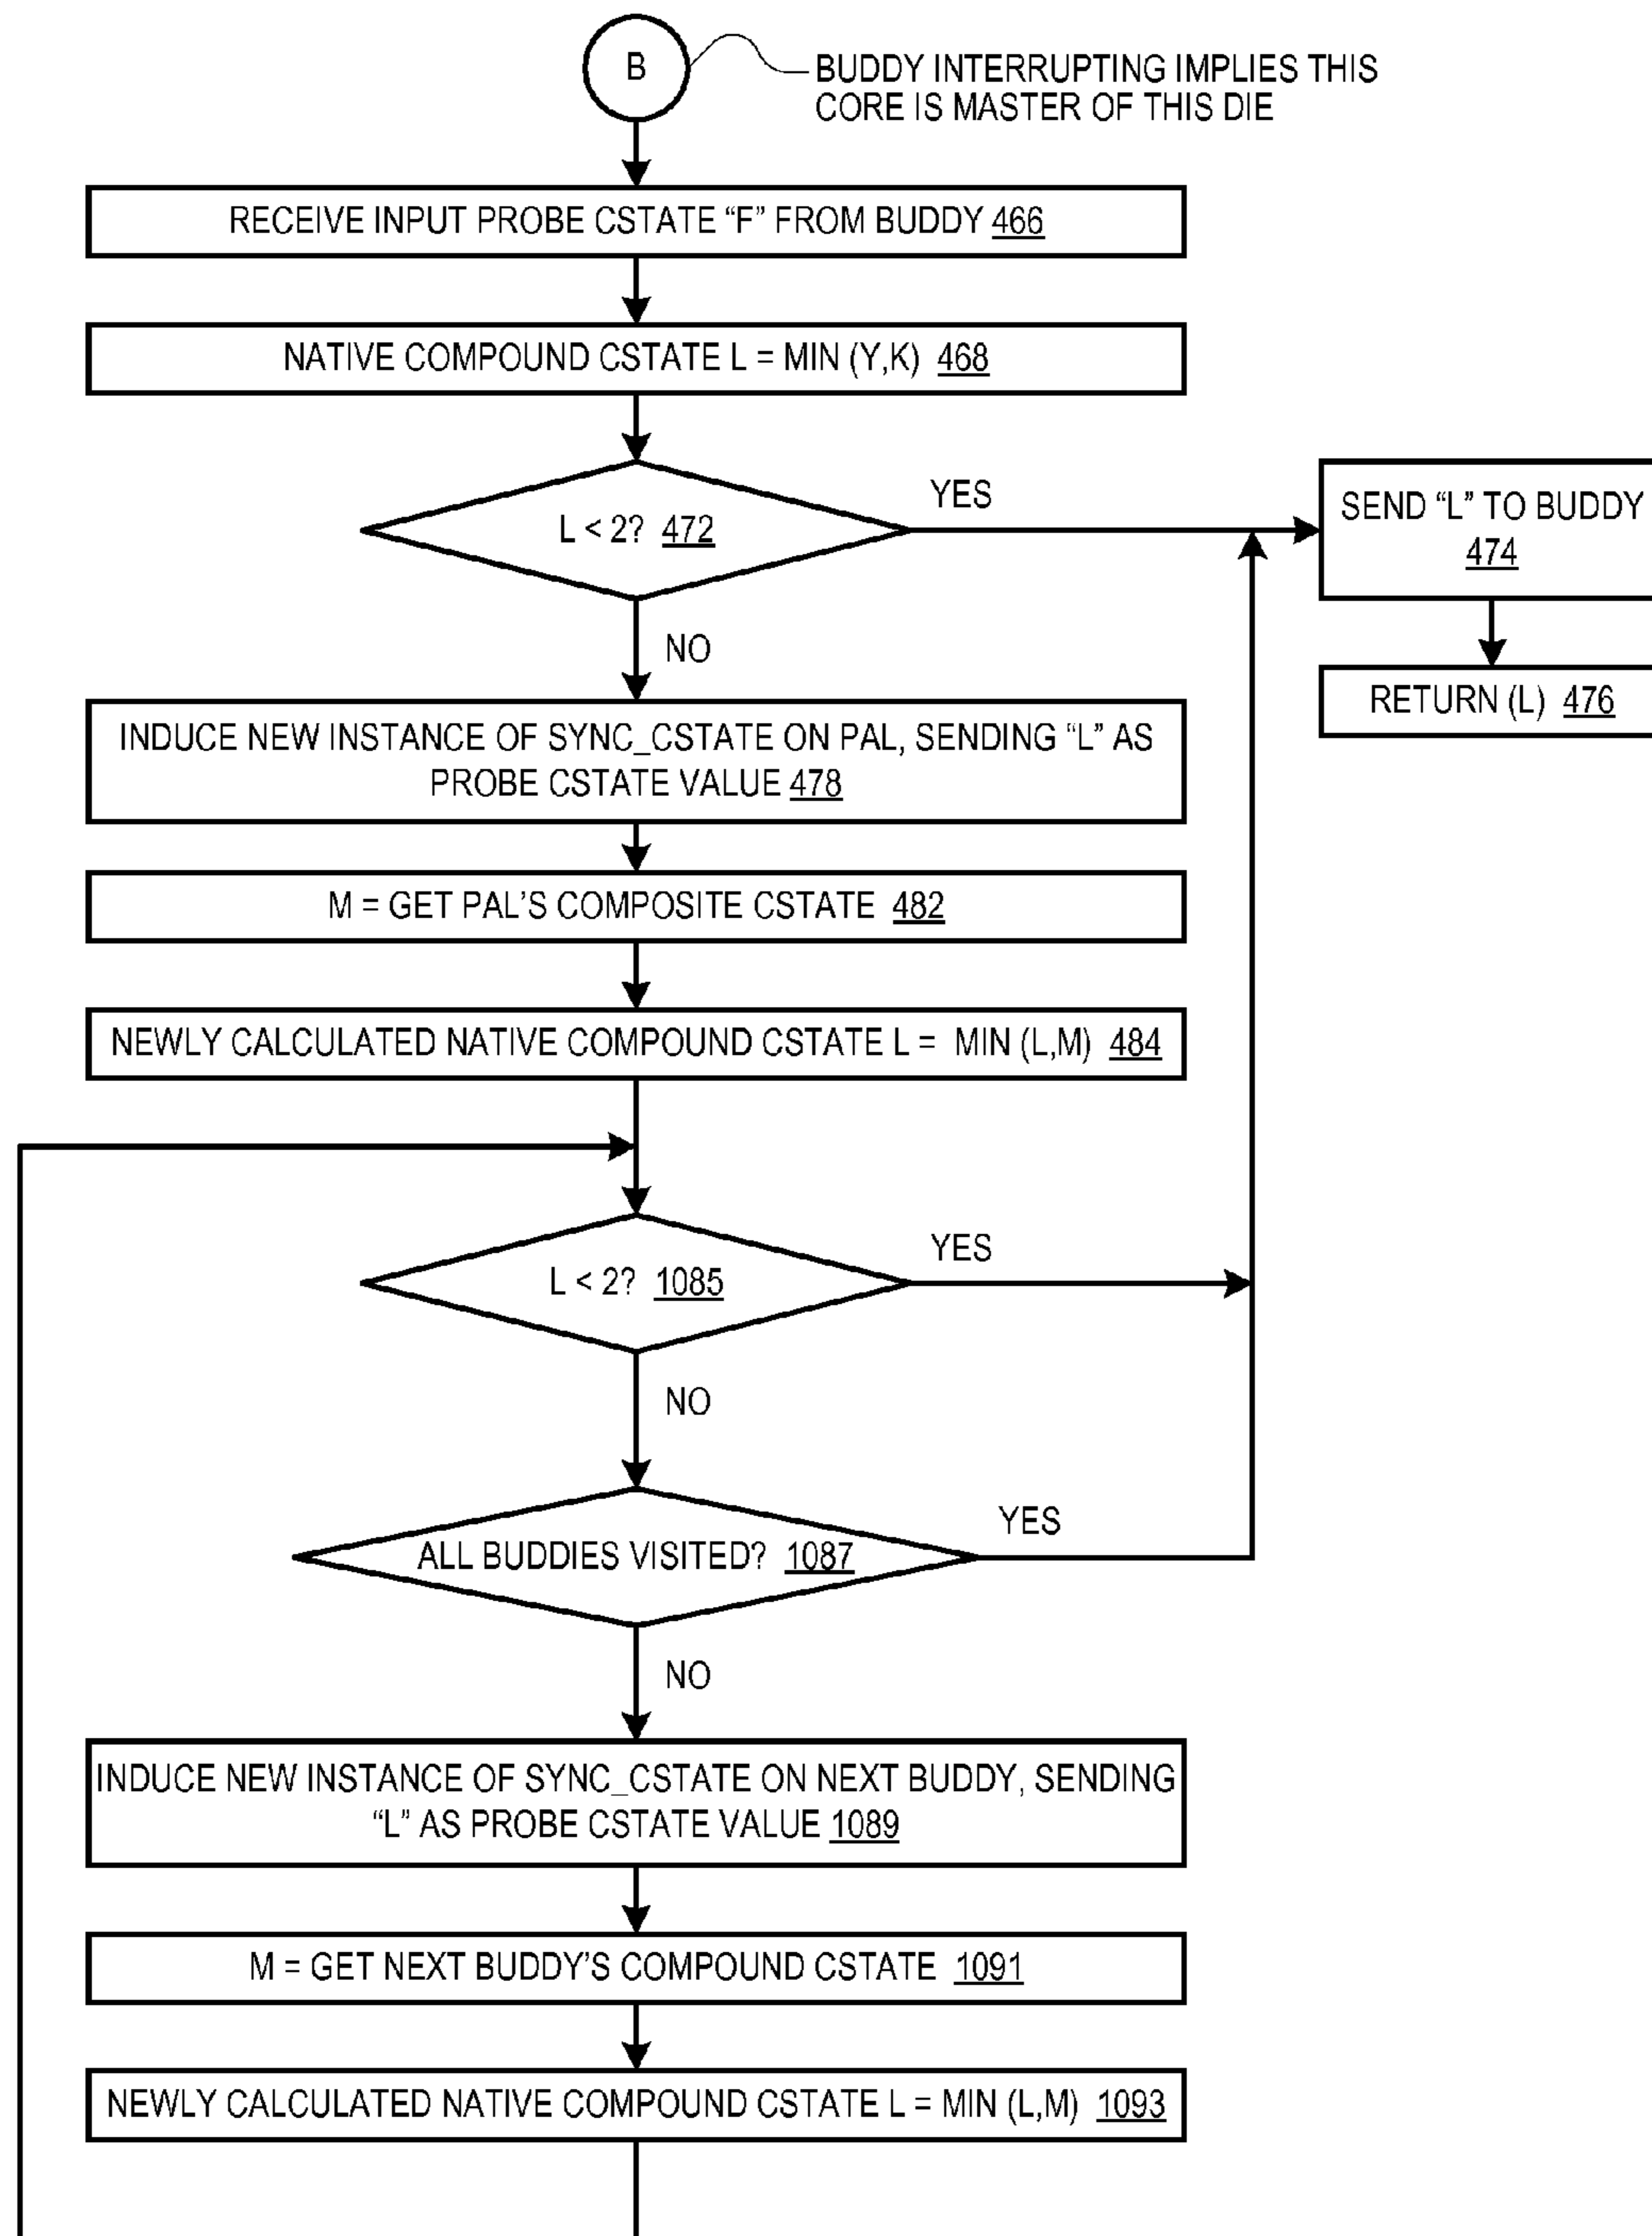 B
BUDDY INTERRUPTING IMPLIES THIS
CORE IS MASTER OF THIS DIE
RECEIVE INPUT PROBE CSTATE “F” FROM BUDDY 466
NATIVE COMPOUND CSTATE L = MIN (Y,K) 468
L < 2? 472
YES
SEND “L” TO BUDDY
474
RETURN (L) 476
NO
INDUCE NEW INSTANCE OF SYNC_CSTATE ON PAL, SENDING “L” AS
PROBE CSTATE VALUE 478
M = GET PAL’S COMPOSITE CSTATE 482
NEWLY CALCULATED NATIVE COMPOUND CSTATE L = MIN (L,M) 484
L < 2? 1085
YES
NO
ALL BUDDIES VISITED? 1087
YES
NO
INDUCE NEW INSTANCE OF SYNC_CSTATE ON NEXT BUDDY, SENDING
“L” AS PROBE CSTATE VALUE 1089
M = GET NEXT BUDDY’S COMPOUND CSTATE 1091
NEWLY CALCULATED NATIVE COMPOUND CSTATE L = MIN (L,M) 1093